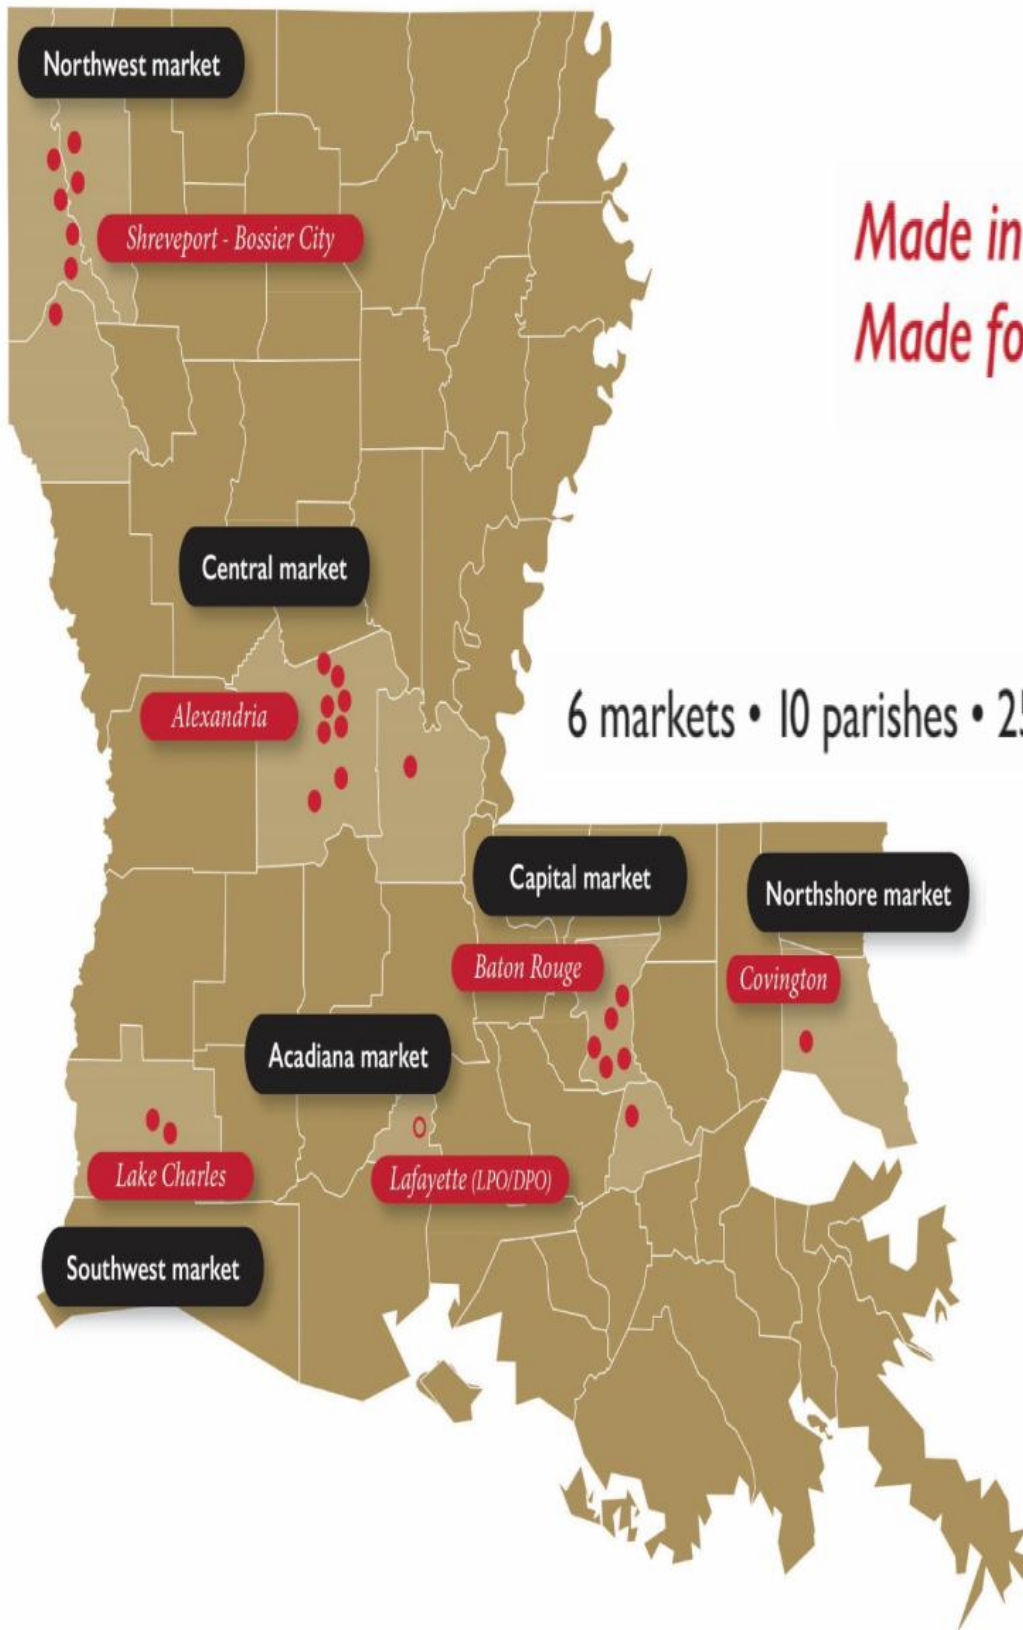 Northwest market
Shreveport - Bossier City
Made in
Made fo
Central market
Alexandria
6 markets • 10 parishes • 2
Capital market
Northshore market
Baton Rouge
Covington
Acadiana market
Lake Charles
Lafayette (LPO/DPO)
Southwest market